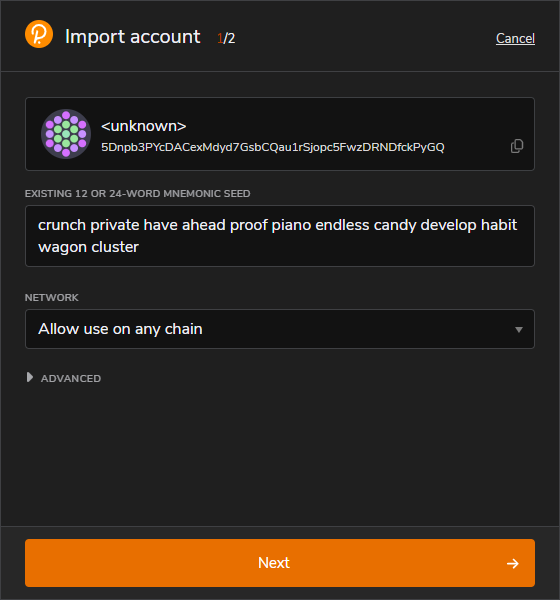 Import account 1/2 Cancel
<unknown>
5Dnpb3PYcDACexMdyd7GsbCQau1rSjopc5FwzDRNDfckPyGQ
EXISTING 12 OR 24-WORD MNEMONIC SEED
crunch private have ahead proof piano endless candy develop habit
wagon cluster
NETWORK
Allow use on any chain
ADVANCED
Next